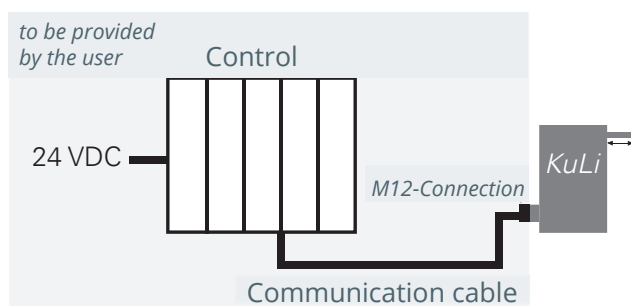 to be provided
by the user
Control
24 VDC
KuLi
M12-Connection
Communication cable